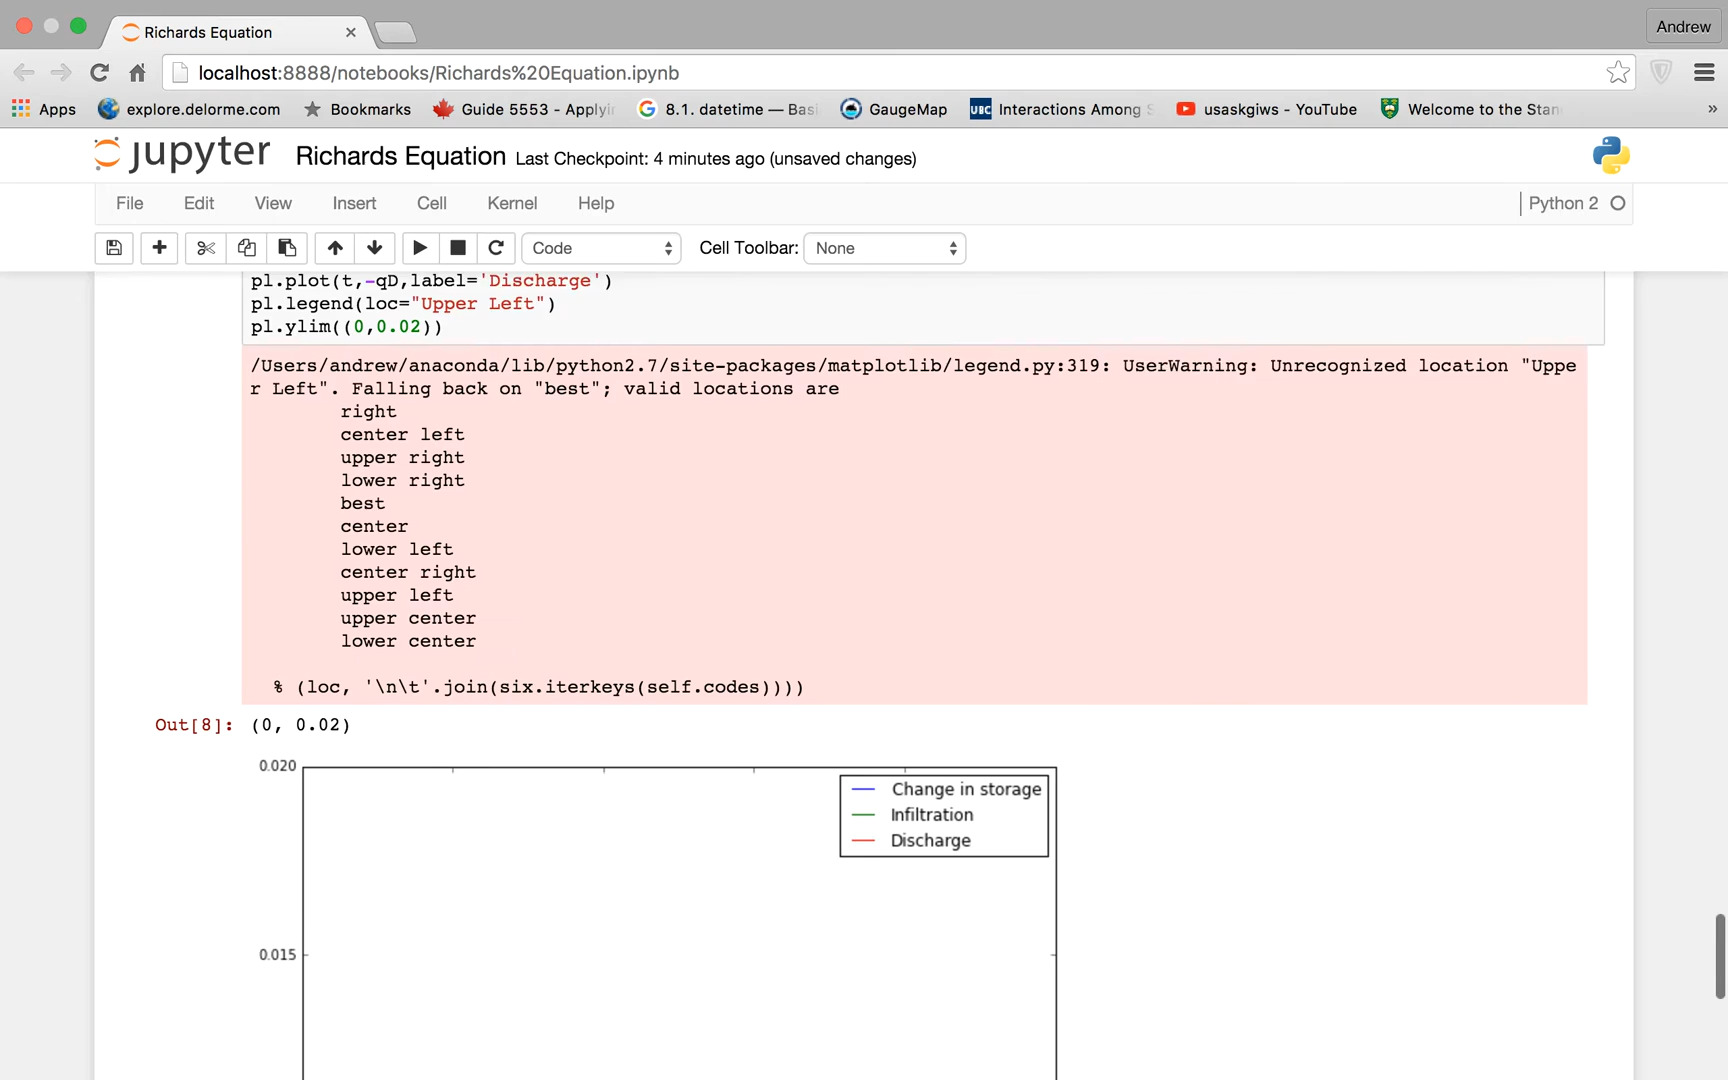 Richards Equation
Andrew
localhost:8888/notebooks/Richards%20Equation.ipynb
Apps explore.delorme.com Bookmarks Guide 5553 - Applyi 8.1. datetime — Bas GaugeMap UBC Interactions Among usaskgiws - YouTube Welcome to the Stan »
jupyter Richards Equation Last Checkpoint: 4 minutes ago (unsaved changes)
File Edit View Insert Cell Kernel Help Python 2
Code Cell Toolbar: None
pl.plot(t,-qD,label='Discharge')
pl.legend(loc="Upper Left")
pl.ylim((0,0.02))
/Users/andrew/anaconda/lib/python2.7/site-packages/matplotlib/legend.py:319: UserWarning: Unrecognized location "Uppe
r Left". Falling back on "best"; valid locations are
right
center left
upper right
lower right
best
center
lower left
center right
upper left
upper center
lower center
% (loc, '\n\t'.join(six.iterkeys(self.codes))))
Out[8]: (0, 0.02)
0.020
Change in storage
Infiltration
Discharge
0.015